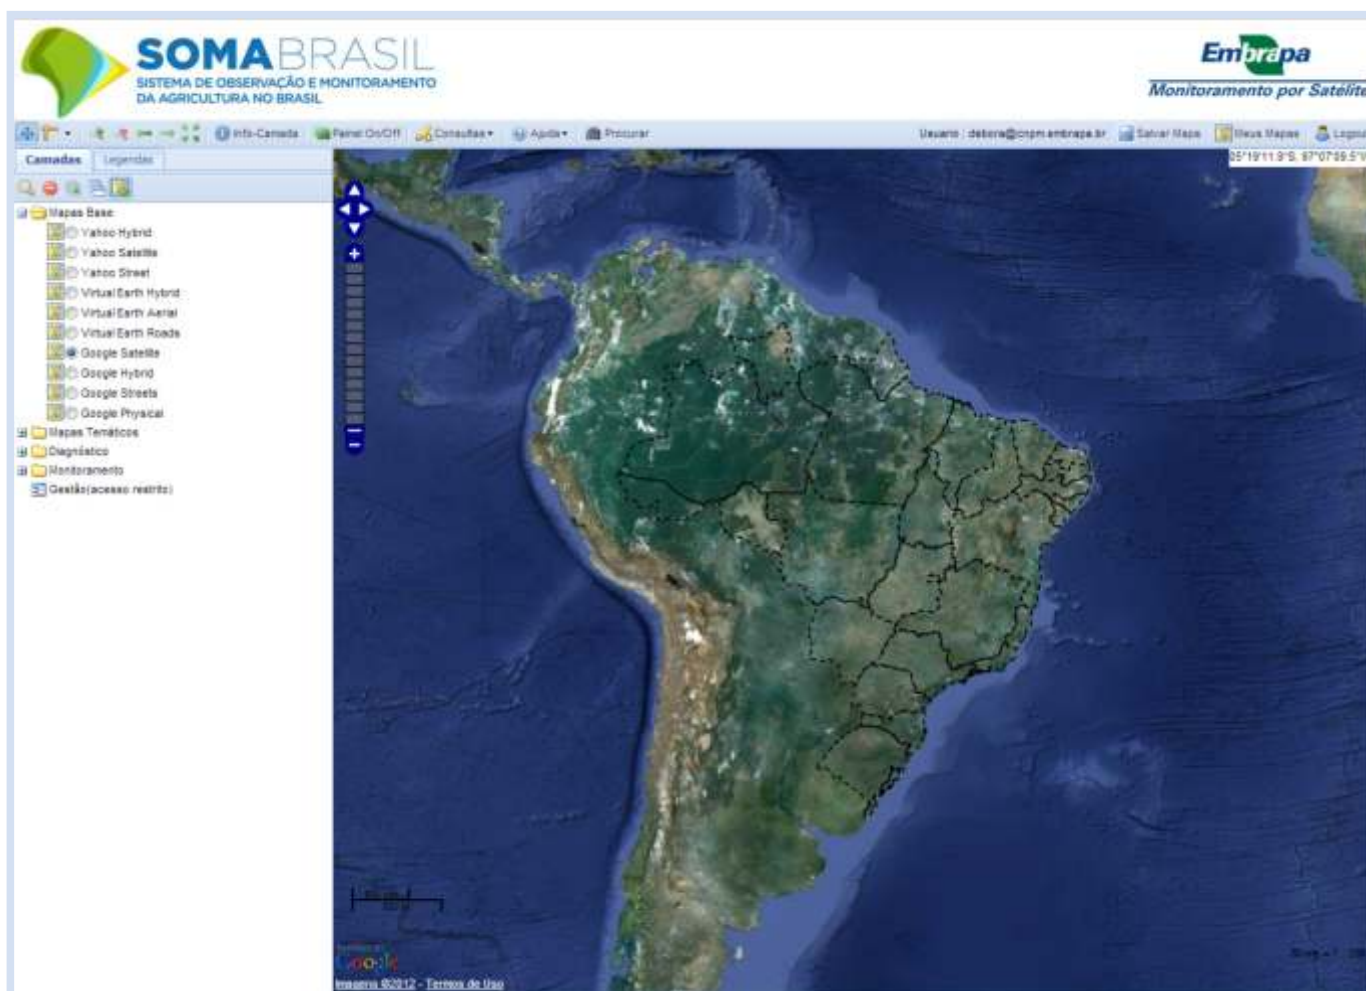 SOMABRASIL
SISTEMA DE OBSERVAÇÃO E MONITORAMENTO
DA AGRICULTURA NO BRASIL
Embrapa
Monitoramento por Satélite
Info-Camada Painel On/Off Consultas Ajuda Procurar Usuario : debora@cnpm.embrapa.br Salvar Mapa Meus Mapas
Camadas Legendas
Mapas Base
Yahoo Hybrid
Yahoo Satellite
Yahoo Street
Virtual Earth Hybrid
Virtual Earth Aerial
Virtual Earth Roads
Google Satellite
Google Hybrid
Google Streets
Google Physical
Mapas Temáticos
Diagnóstico
Monitoramento
Gestão(acesso restrito)
Google
Imagens ©2012 - Termos de Uso